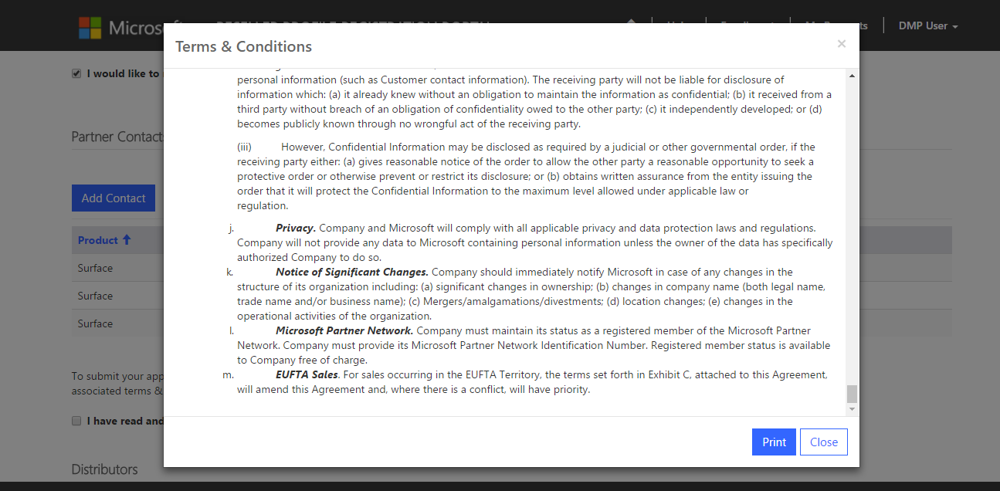 Microsoft
RESELLER PROFILE REGISTRATION PORTAL
DMP User
Terms & Conditions
×
I would like to
personal information (such as Customer contact information). The receiving party will not be liable for disclosure of
information which: (a) it already knew without an obligation to maintain the information as confidential; (b) it received from a
third party without breach of an obligation of confidentiality owed to the other party; (c) it independently developed; or (d)
becomes publicly known through no wrongful act of the receiving party.
Partner Contact
(iii) However, Confidential Information may be disclosed as required by a judicial or other governmental order, if the
receiving party either: (a) gives reasonable notice of the order to allow the other party a reasonable opportunity to seek a
protective order or otherwise prevent or restrict its disclosure; or (b) obtains written assurance from the entity issuing the
order that it will protect the Confidential Information to the maximum level allowed under applicable law or
regulation.
Add Contact
j. Privacy. Company and Microsoft will comply with all applicable privacy and data protection laws and regulations.
Company will not provide any data to Microsoft containing personal information unless the owner of the data has specifically
authorized Company to do so.
k. Notice of Significant Changes. Company should immediately notify Microsoft in case of any changes in the
structure of its organization including: (a) significant changes in ownership; (b) changes in company name (both legal name,
trade name and/or business name); (c) Mergers/amalgamations/divestments; (d) location changes; (e) changes in the
operational activities of the organization.
l. Microsoft Partner Network. Company must maintain its status as a registered member of the Microsoft Partner
Network. Company must provide its Microsoft Partner Network Identification Number. Registered member status is available
to Company free of charge.
m. EUFTA Sales. For sales occurring in the EUFTA Territory, the terms set forth in Exhibit C, attached to this Agreement,
will amend this Agreement and, where there is a conflict, will have priority.
Product
Surface
Surface
Surface
To submit your app
associated terms &
I have read and
Print
Close
Distributors